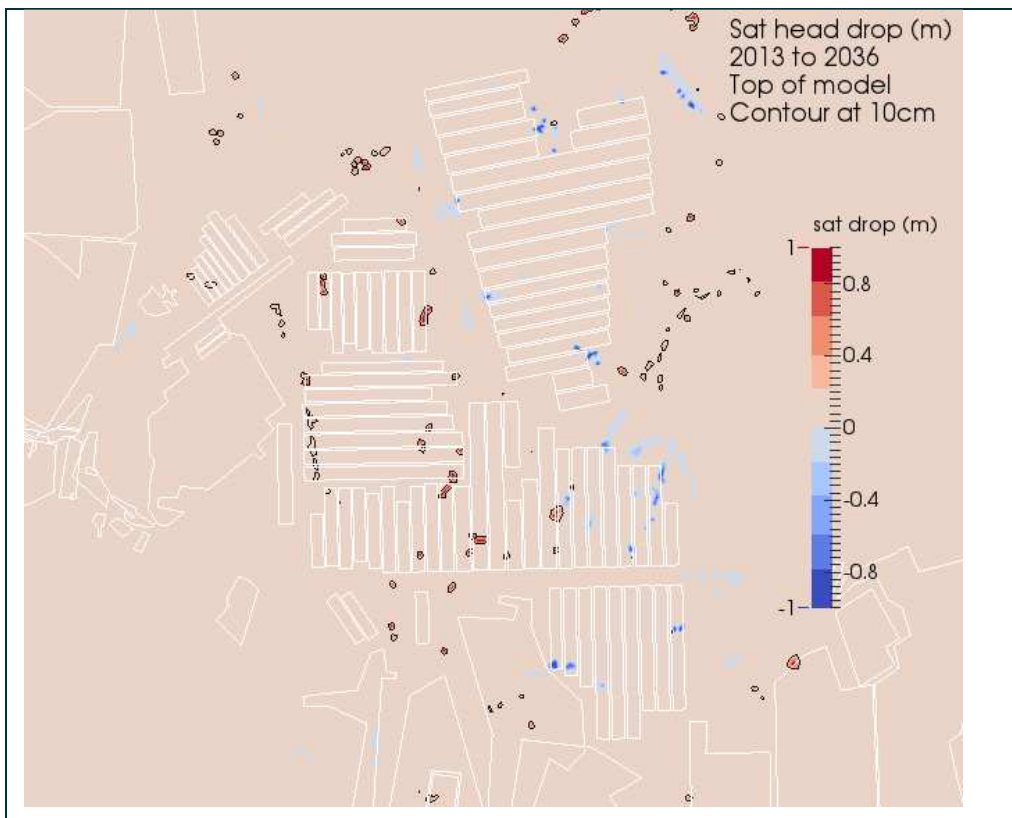 Sat head drop (m)
2013 to 2036
Top of model
Contour at 10cm
sat drop (m)
1
0.8
0.4
0
-0.4
-0.8
-1